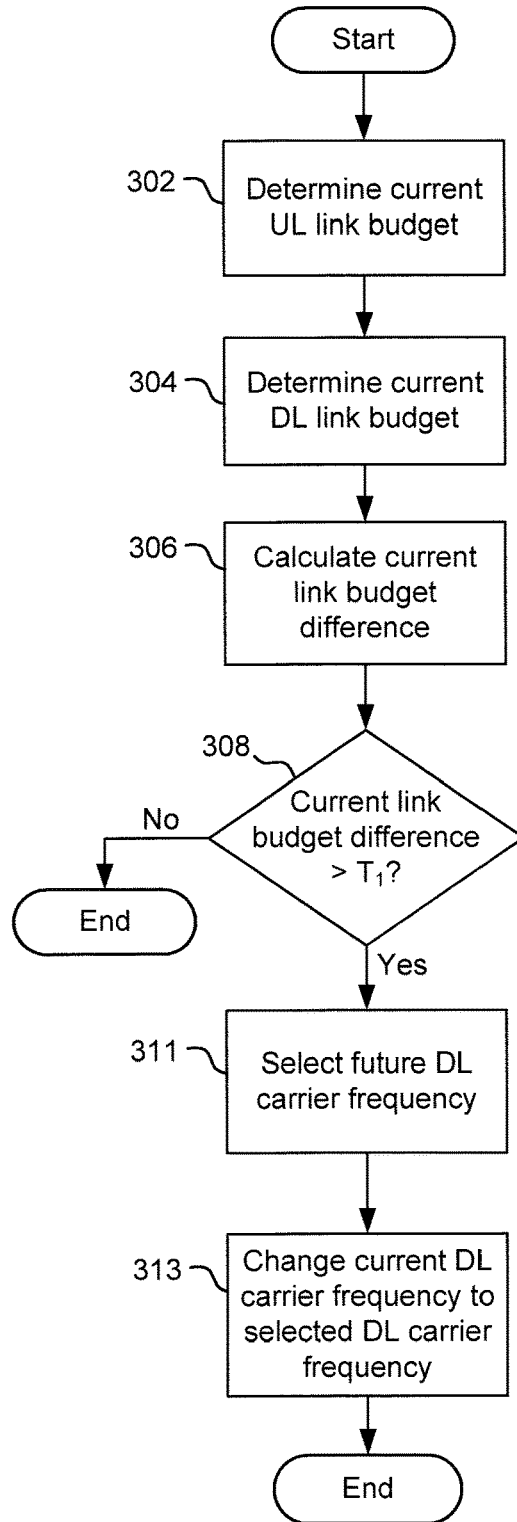 Start
302
Determine current
UL link budget
304
Determine current
DL link budget
306
Calculate current
link budget
difference
308
Current link
budget difference
> T₁?
No
End
Yes
311
Select future DL
carrier frequency
313
Change current DL
carrier frequency to
selected DL carrier
frequency
End